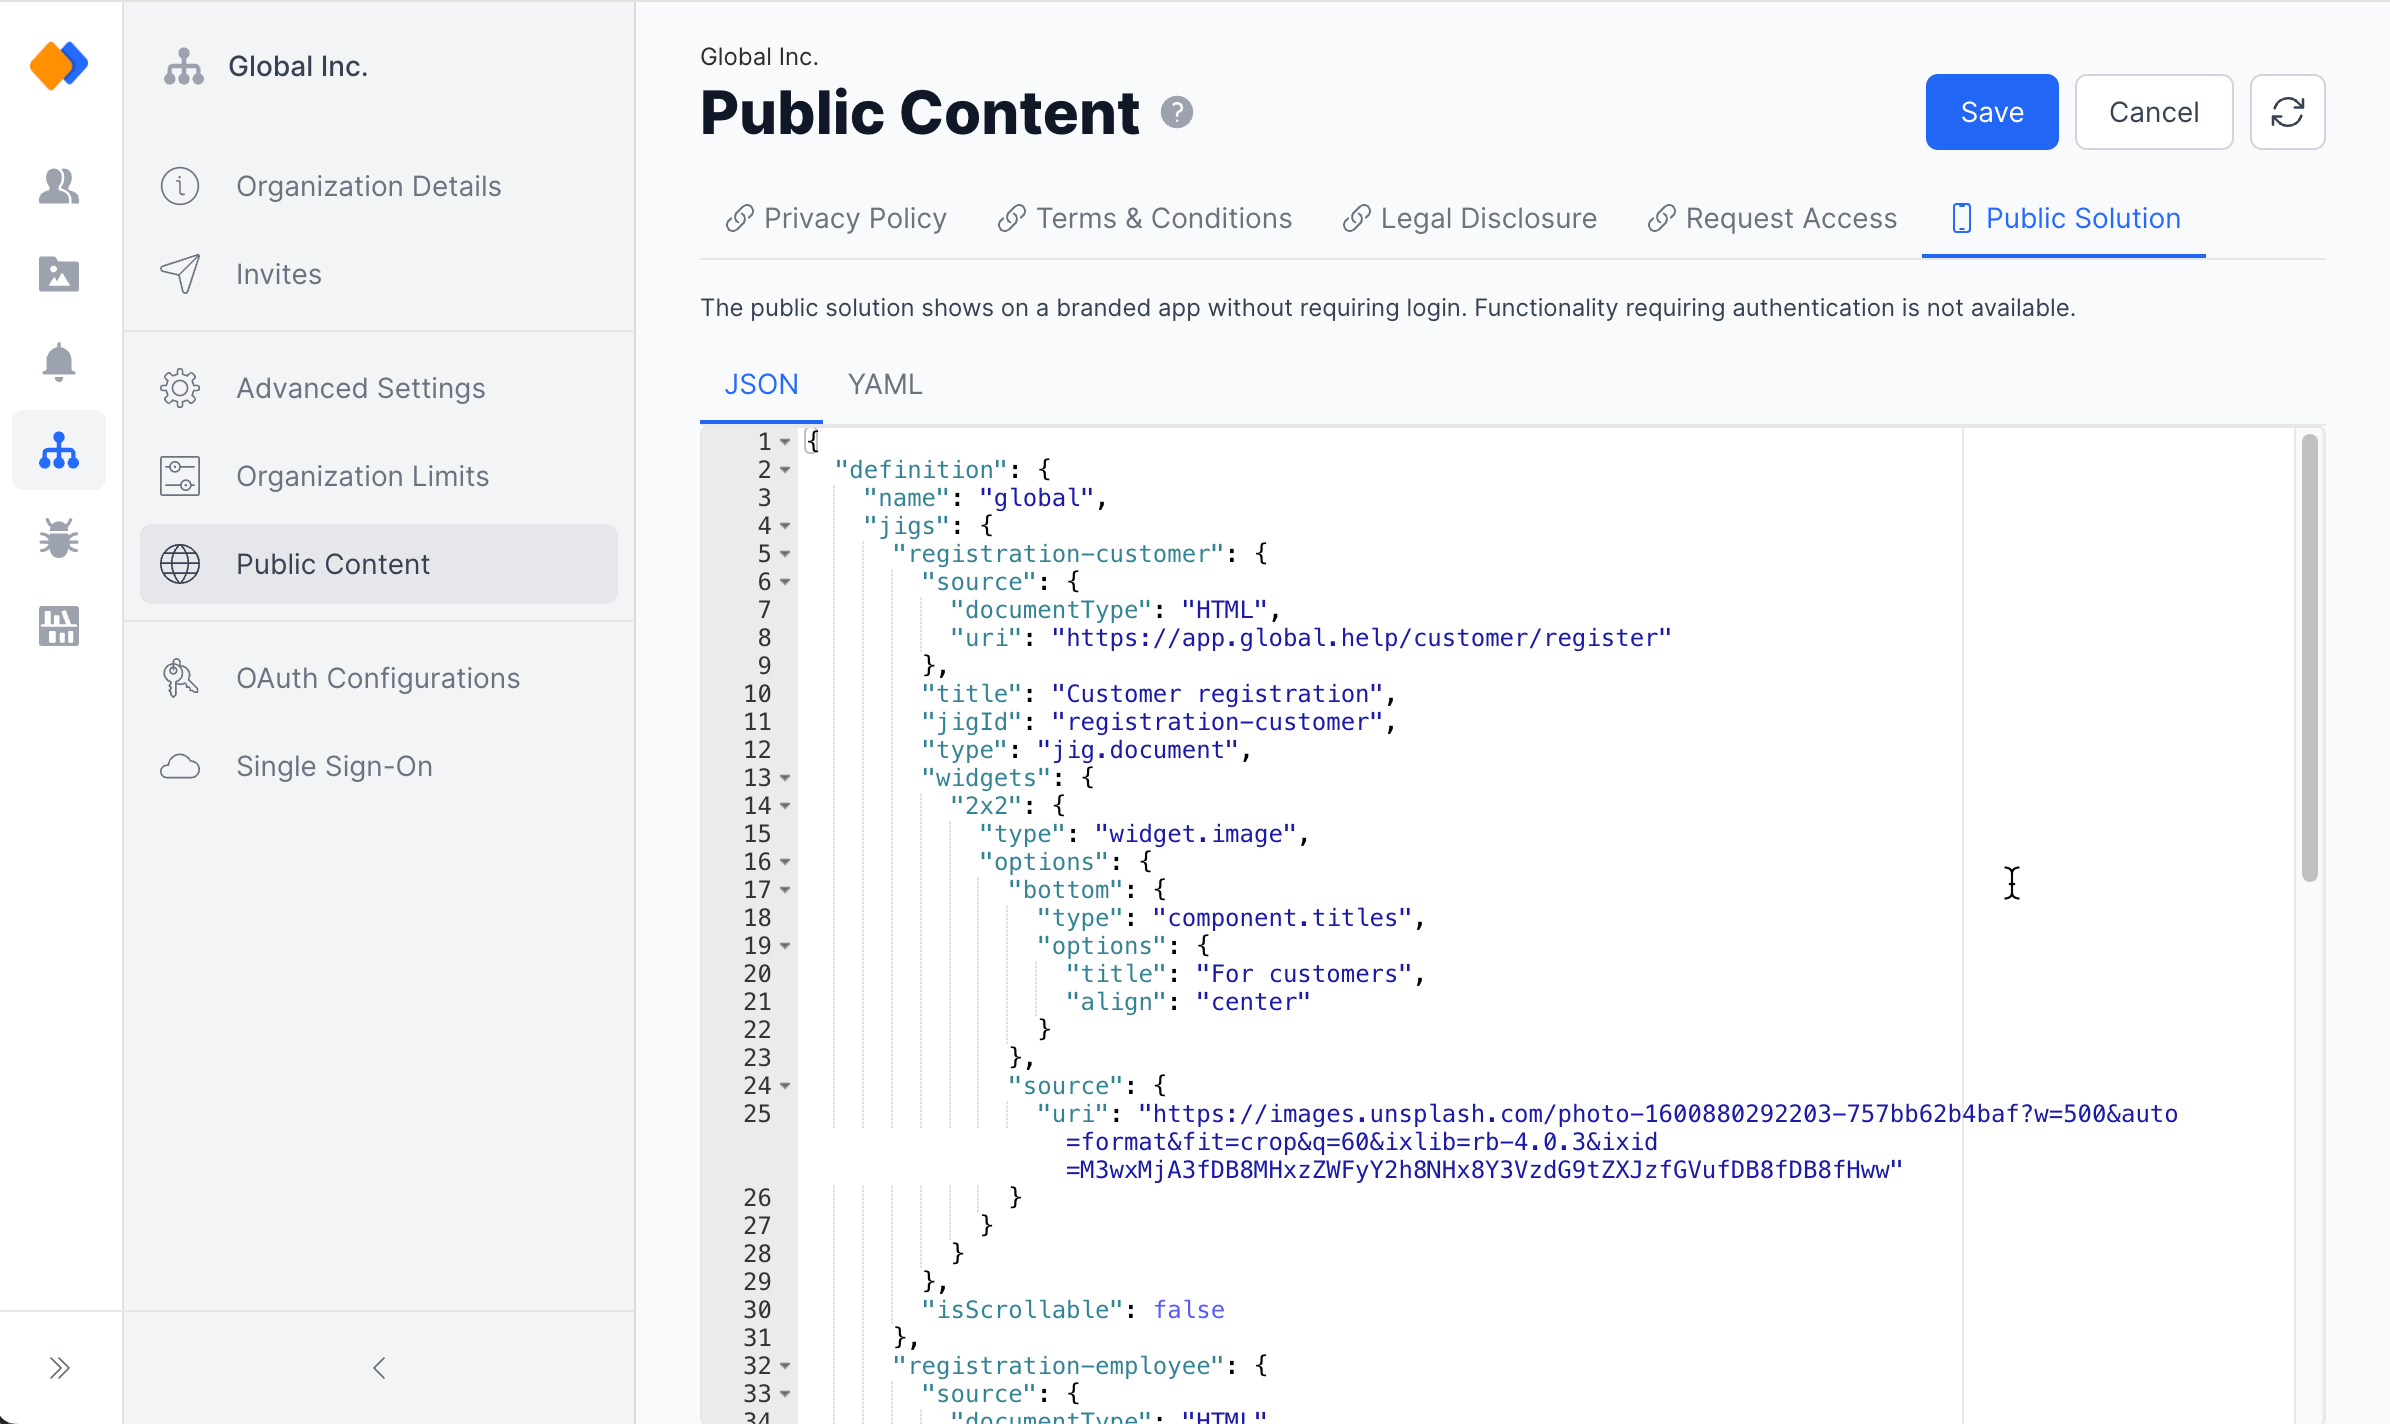 Global Inc.
Organization Details
Invites
Advanced Settings
Organization Limits
Public Content
OAuth Configurations
Single Sign-On
Global Inc.
Public Content ?
Save
Cancel
Privacy Policy
Terms & Conditions
Legal Disclosure
Request Access
Public Solution
The public solution shows on a branded app without requiring login. Functionality requiring authentication is not available.
JSON
YAML
1 {
2 "definition": {
3 "name": "global",
4 "jigs": {
5 "registration-customer": {
6 "source": {
7 "documentType": "HTML",
8 "uri": "https://app.global.help/customer/register"
9 },
10 "title": "Customer registration",
11 "jigId": "registration-customer",
12 "type": "jig.document",
13 "widgets": {
14 "2x2": {
15 "type": "widget.image",
16 "options": {
17 "bottom": {
18 "type": "component.titles",
19 "options": {
20 "title": "For customers",
21 "align": "center"
22 }
23 },
24 "source": {
25 "uri": "https://images.unsplash.com/photo-1600880292203-757bb62b4baf?w=500&auto
=format&fit=crop&q=60&ixlib=rb-4.0.3&ixid
=M3wxMjA3fDB8MHxzZWFyY2h8NHx8Y3VzdG9tZXJzfGVufDB8fDB8fHww"
26 }
27 }
28 }
29 },
30 "isScrollable": false
31 },
32 "registration-employee": {
33 "source": {
34 "documentType": "HTML"